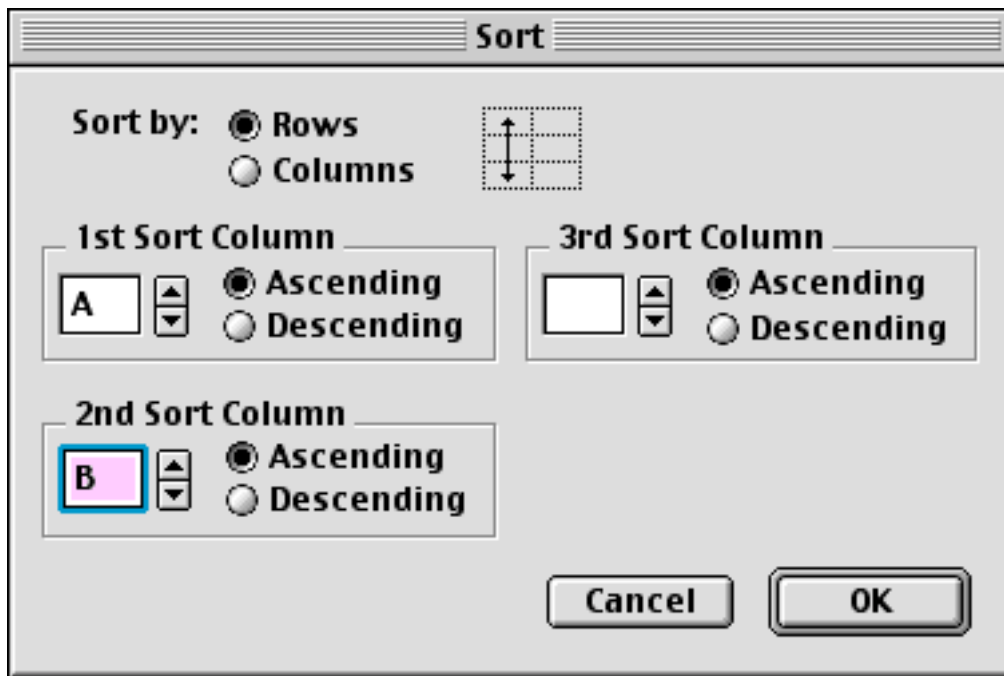 Sort
Sort by:
Rows
Columns
1st Sort Column
A
Ascending
Descending
3rd Sort Column
Ascending
Descending
2nd Sort Column
B
Ascending
Descending
Cancel
OK